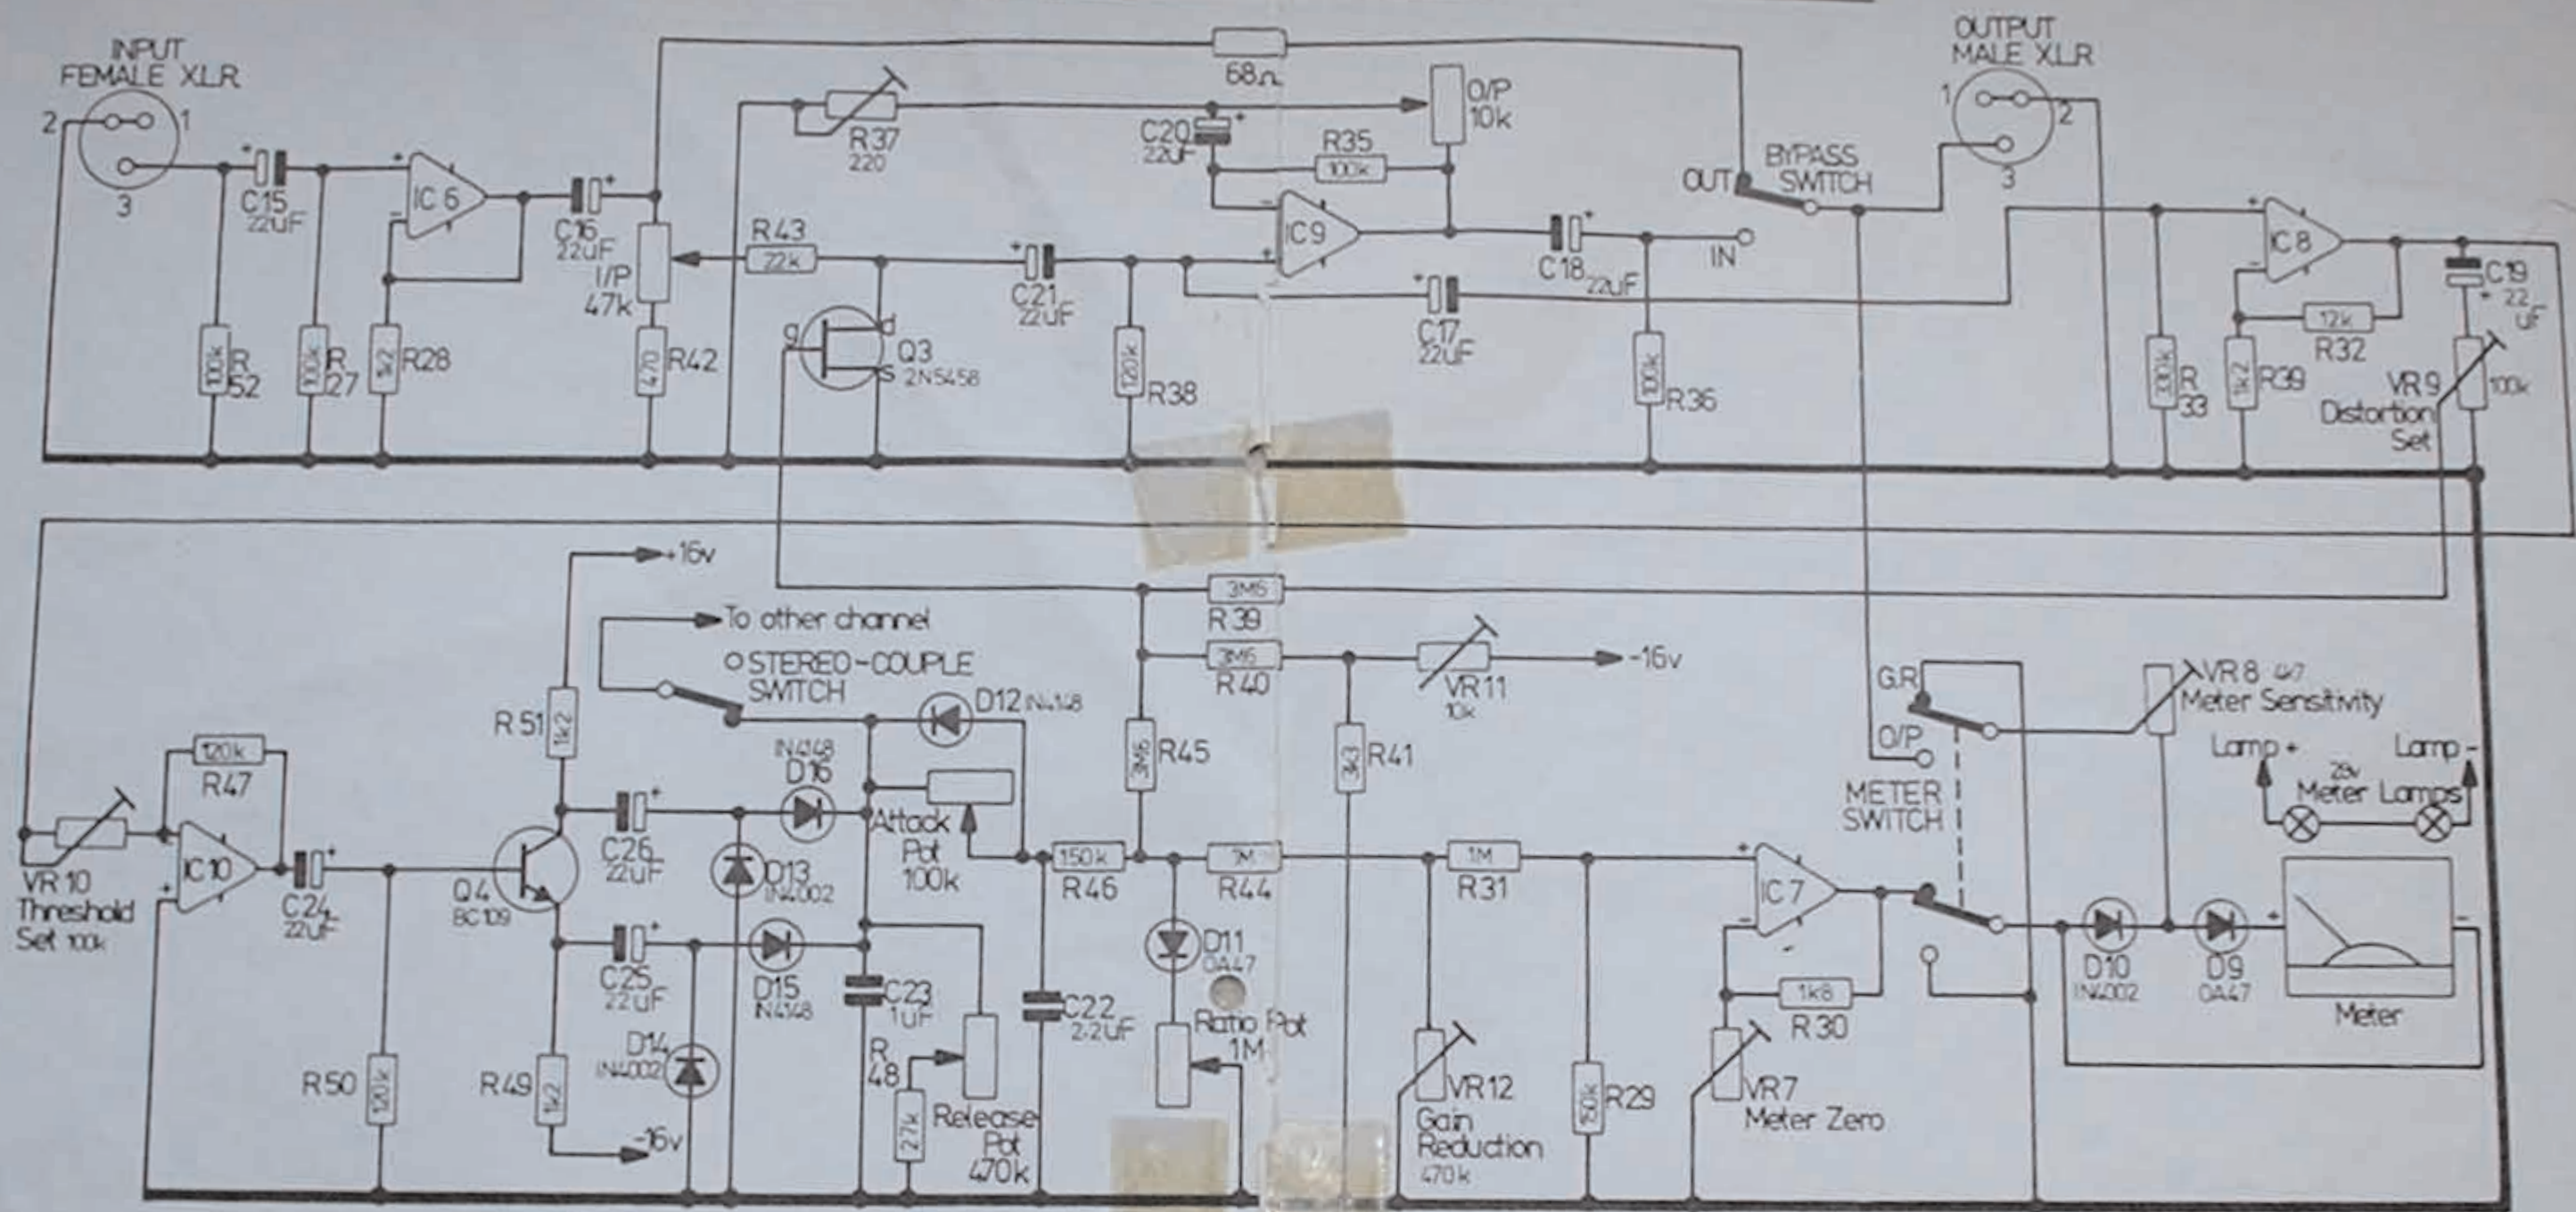 INPUT
FEMALE XLR
2
1
3
C15
22uF
100k
R
52
100k
R
27
+
-
IC 6
1k2
R28
C16
22uF
I/P
47k
470
R42
68Ω
R37
220
R43
22k
g
d
s
Q3
2N5458
C21
22uF
120k
R38
C20
22uF
R35
100k
O/P
10k
-
+
IC9
C17
22uF
C18
22uF
100k
R36
OUT
BYPASS
SWITCH
IN
OUTPUT
MALE XLR
1
2
3
330k
R
33
+
-
IC8
12k
R32
1k2
R39
C19
22
uF
VR9
100k
Distortion
Set
+16v
To other channel
STEREO-COUPLE
SWITCH
R51
1k2
120k
R47
VR10
Threshold
Set 100k
-
+
IC10
C24
22uF
R50
120k
Q4
BC109
C26
22uF
C25
22uF
R49
1k2
-16v
IN4148
D16
D13
IN4002
D15
IN4148
D14
IN4002
D12 IN4148
Attack
Pot
100k
C23
1uF
R
48
27k
Release
Pot
470k
C22
2.2uF
150k
R46
3M6
R39
3M6
R40
3M6
R45
VR11
10k
-16v
3k3
R41
1M
R44
D11
OA47
Ratio Pot
1M
1M
R31
VR12
Gain
Reduction
470k
150k
R29
+
-
IC7
1k8
R30
VR7
Meter Zero
G.R
O/P
METER
SWITCH
VR8 4k7
Meter Sensitivity
Lamp +
Lamp -
28v
Meter Lamps
D10
IN4002
D9
OA47
+
-
Meter